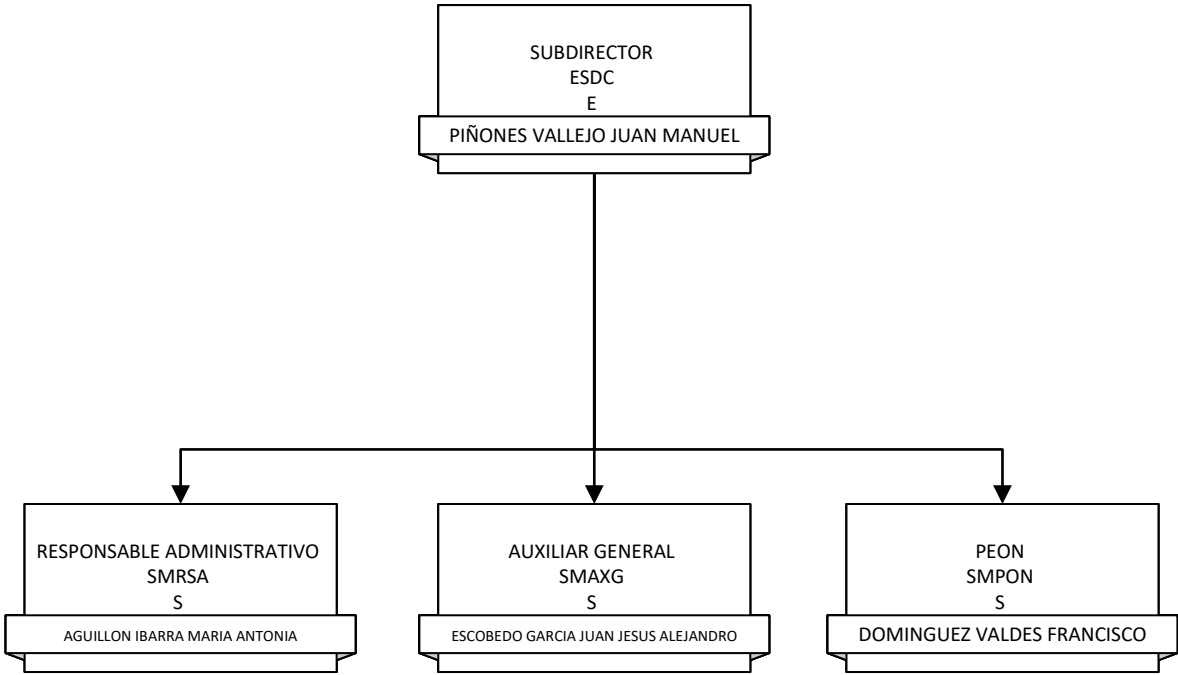 SUBDIRECTOR
ESDC
E
PIÑONES VALLEJO JUAN MANUEL
RESPONSABLE ADMINISTRATIVO
SMRSA
S
AGUILLON IBARRA MARIA ANTONIA
AUXILIAR GENERAL
SMAXG
S
ESCOBEDO GARCIA JUAN JESUS ALEJANDRO
PEON
SMPON
S
DOMINGUEZ VALDES FRANCISCO